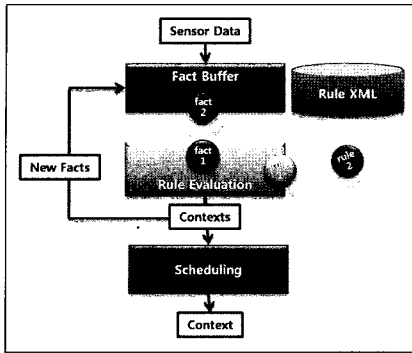 Sensor Data
Fact Buffer
Rule XML
fact
2
fact
1
rule
2
New Facts
Rule Evaluation
Contexts
Scheduling
Context